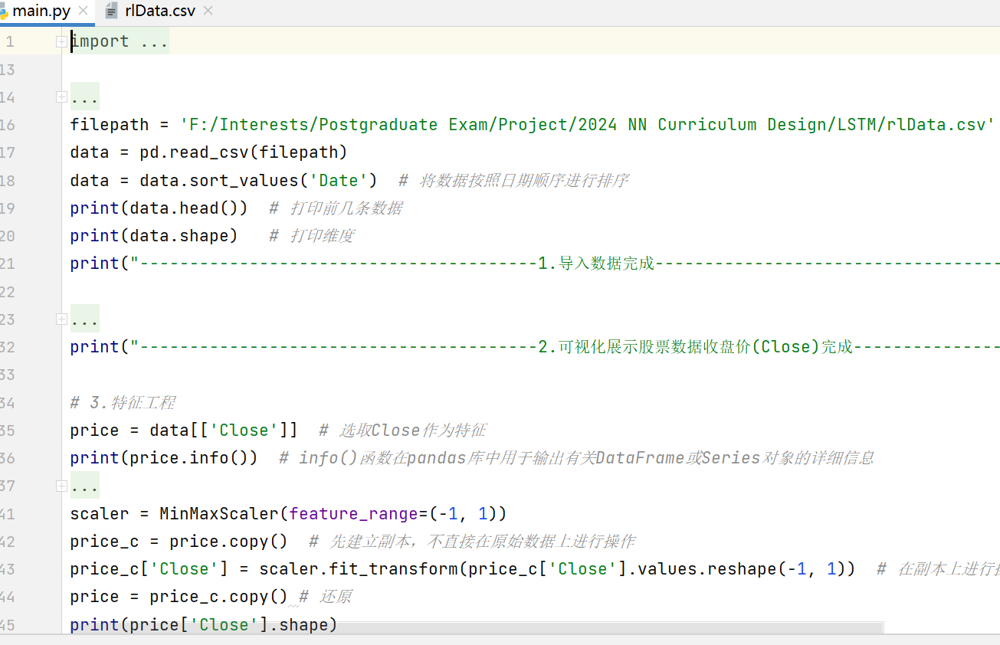 main.py
rlData.csv
1 import ...
13
14 ...
16 filepath = 'F:/Interests/Postgraduate Exam/Project/2024 NN Curriculum Design/LSTM/rlData.csv'
17 data = pd.read_csv(filepath)
18 data = data.sort_values('Date')  # 将数据按照日期顺序进行排序
19 print(data.head())  # 打印前几条数据
20 print(data.shape)   # 打印维度
21 print("----------------------------------------1.导入数据完成-----------------------------------
22
23 ...
32 print("----------------------------------------2.可视化展示股票数据收盘价(Close)完成---------------
33
34 # 3.特征工程
35 price = data[['Close']]  # 选取Close作为特征
36 print(price.info())  # info()函数在pandas库中用于输出有关DataFrame或Series对象的详细信息
37 ...
41 scaler = MinMaxScaler(feature_range=(-1, 1))
42 price_c = price.copy()  # 先建立副本，不直接在原始数据上进行操作
43 price_c['Close'] = scaler.fit_transform(price_c['Close'].values.reshape(-1, 1))  # 在副本上进行
44 price = price_c.copy() # 还原
45 print(price['Close'].shape)